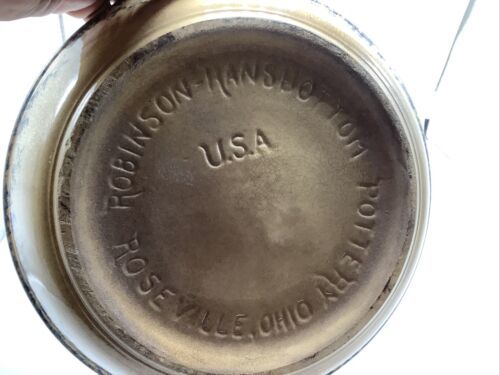 ROBINSON-RANSBOTTOM POTTERY
U.S.A
ROSEVILLE, OHIO